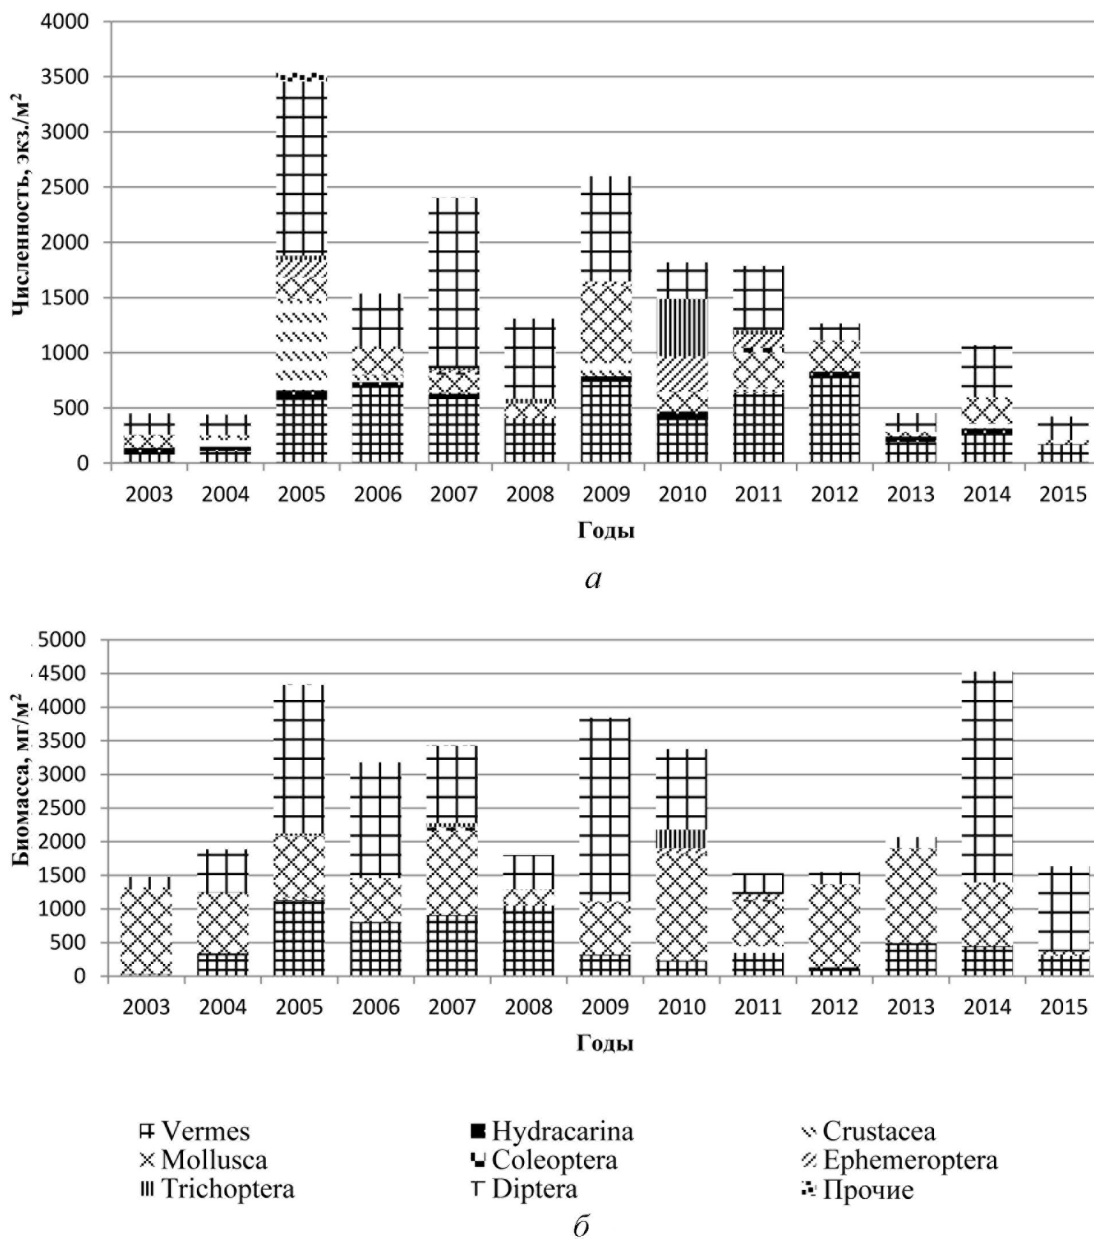 4000
3500
3000
2500
2000
1500
1000
500
0
Численность, экз./м²
2003 2004 2005 2006 2007 2008 2009 2010 2011 2012 2013 2014 2015
Годы
а
5000
4500
4000
3500
3000
2500
2000
1500
1000
500
0
Биомасса, мг/м²
2003 2004 2005 2006 2007 2008 2009 2010 2011 2012 2013 2014 2015
Годы
Vermes Hydracarina Crustacea
Mollusca Coleoptera Ephemeroptera
Trichoptera Diptera Прочие
б